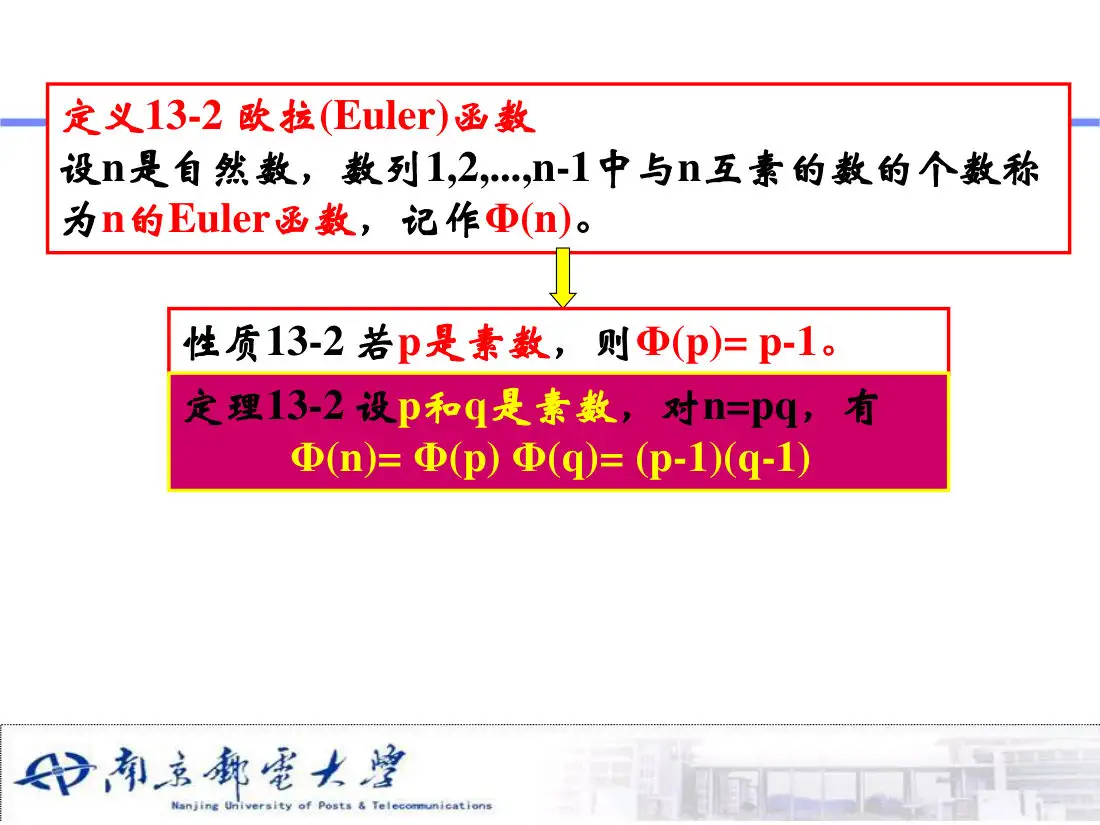 定义13-2 欧拉(Euler)函数
设n是自然数，数列1,2,...,n-1中与n互素的数的个数称
为n的Euler函数，记作Φ(n)。
性质13-2 若p是素数，则Φ(p)= p-1。
定理13-2 设p和q是素数，对n=pq，有
Φ(n)= Φ(p) Φ(q)= (p-1)(q-1)
南京郵電大學
Nanjing University of Posts & Telecommunications